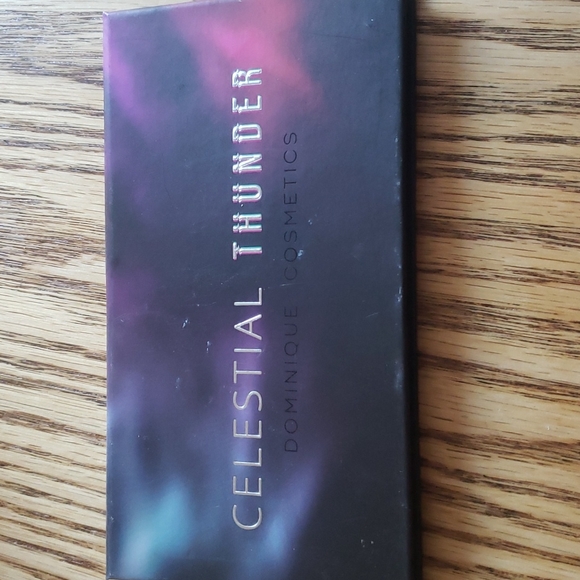 CELESTIAL THUNDER
DOMINIQUE COSMETICS